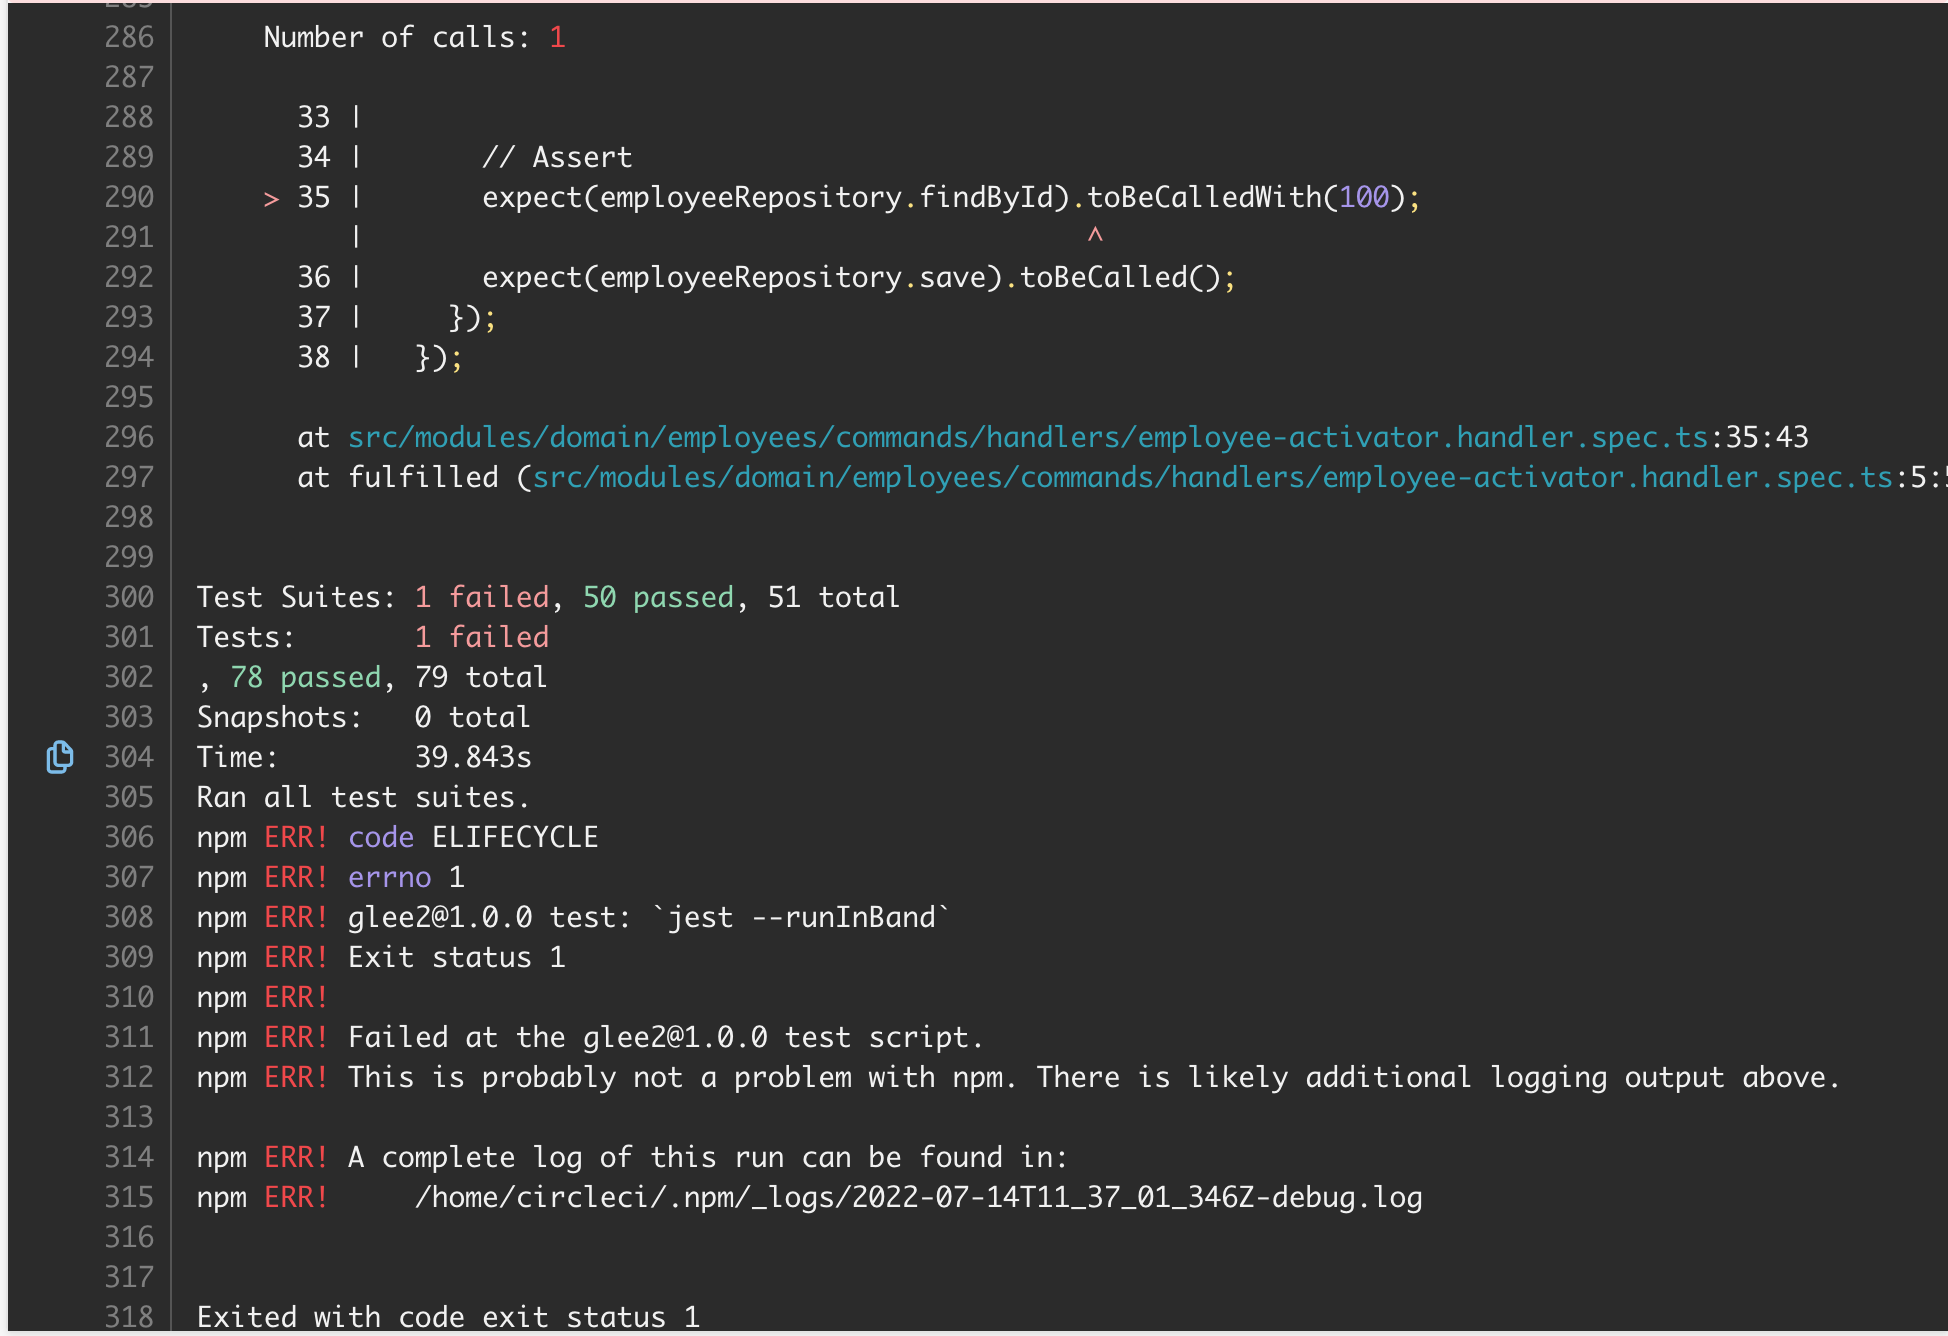 286 Number of calls: 1
287
288 33 |
289 34 | // Assert
290 > 35 | expect(employeeRepository.findById).toBeCalledWith(100);
291 | ^
292 36 | expect(employeeRepository.save).toBeCalled();
293 37 | });
294 38 | });
295
296 at src/modules/domain/employees/commands/handlers/employee-activator.handler.spec.ts:35:43
297 at fulfilled (src/modules/domain/employees/commands/handlers/employee-activator.handler.spec.ts:5:
298
299
300 Test Suites: 1 failed, 50 passed, 51 total
301 Tests: 1 failed
302 , 78 passed, 79 total
303 Snapshots: 0 total
304 Time: 39.843s
305 Ran all test suites.
306 npm ERR! code ELIFECYCLE
307 npm ERR! errno 1
308 npm ERR! glee2@1.0.0 test: `jest --runInBand`
309 npm ERR! Exit status 1
310 npm ERR!
311 npm ERR! Failed at the glee2@1.0.0 test script.
312 npm ERR! This is probably not a problem with npm. There is likely additional logging output above.
313
314 npm ERR! A complete log of this run can be found in:
315 npm ERR! /home/circleci/.npm/_logs/2022-07-14T11_37_01_346Z-debug.log
316
317
318 Exited with code exit status 1